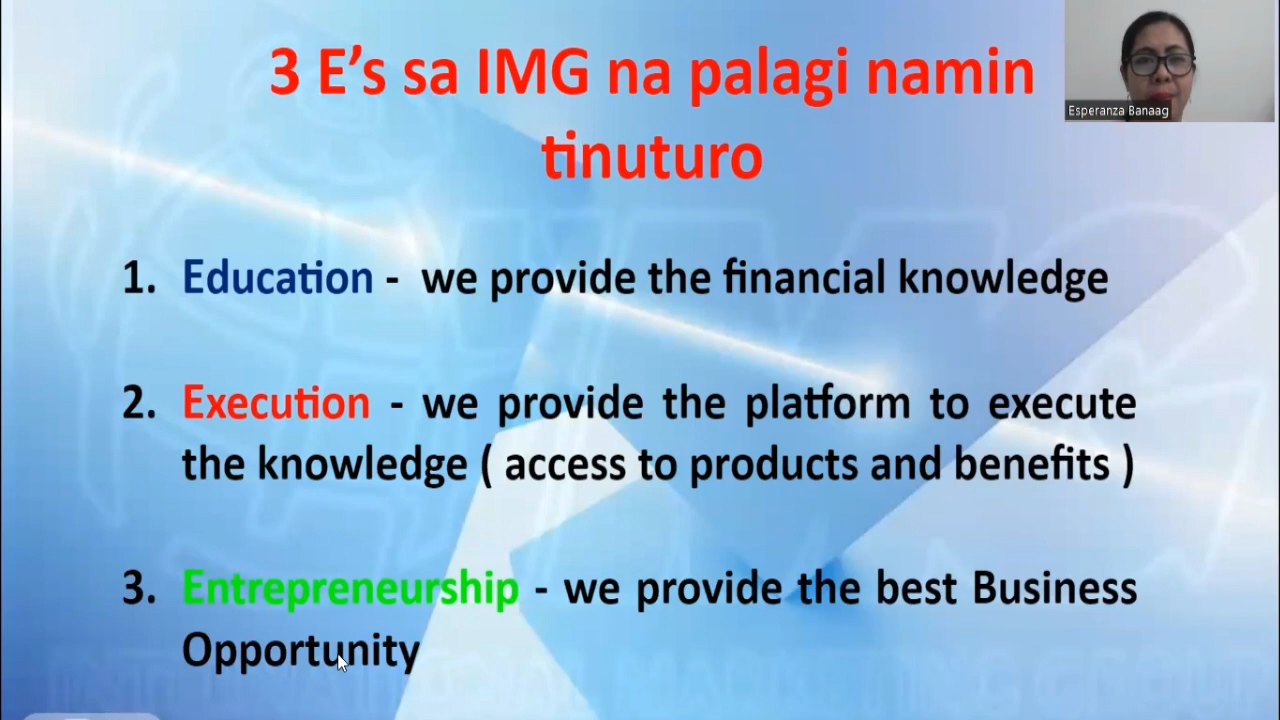 3 E's sa IMG na palagi namin
tinuturo
Esperanza Banaag
1. Education - we provide the financial knowledge
2. Execution - we provide the platform to execute
the knowledge ( access to products and benefits )
3. Entrepreneurship - we provide the best Business
Opportunity